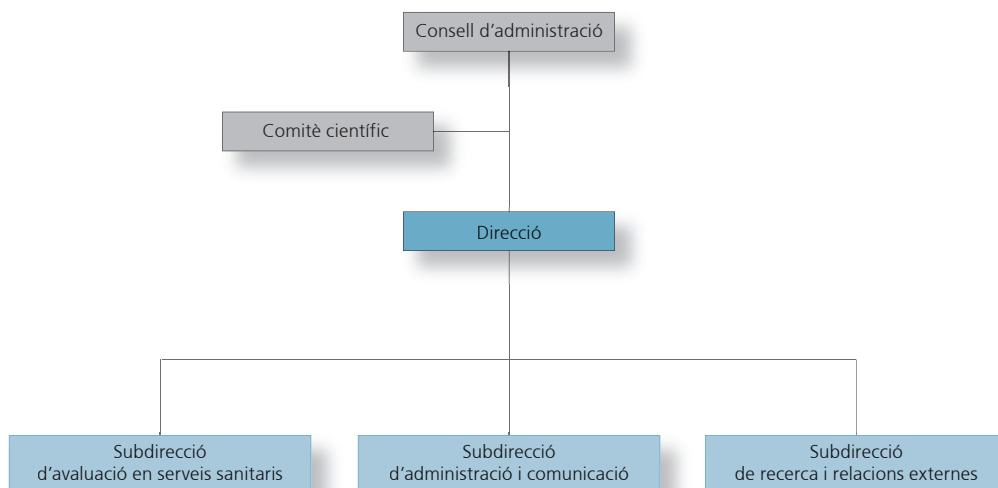 Consell d'administració
Comitè científic
Direcció
Subdirecció
d'avaluació en serveis sanitaris
Subdirecció
d'administració i comunicació
Subdirecció
de recerca i relacions externes